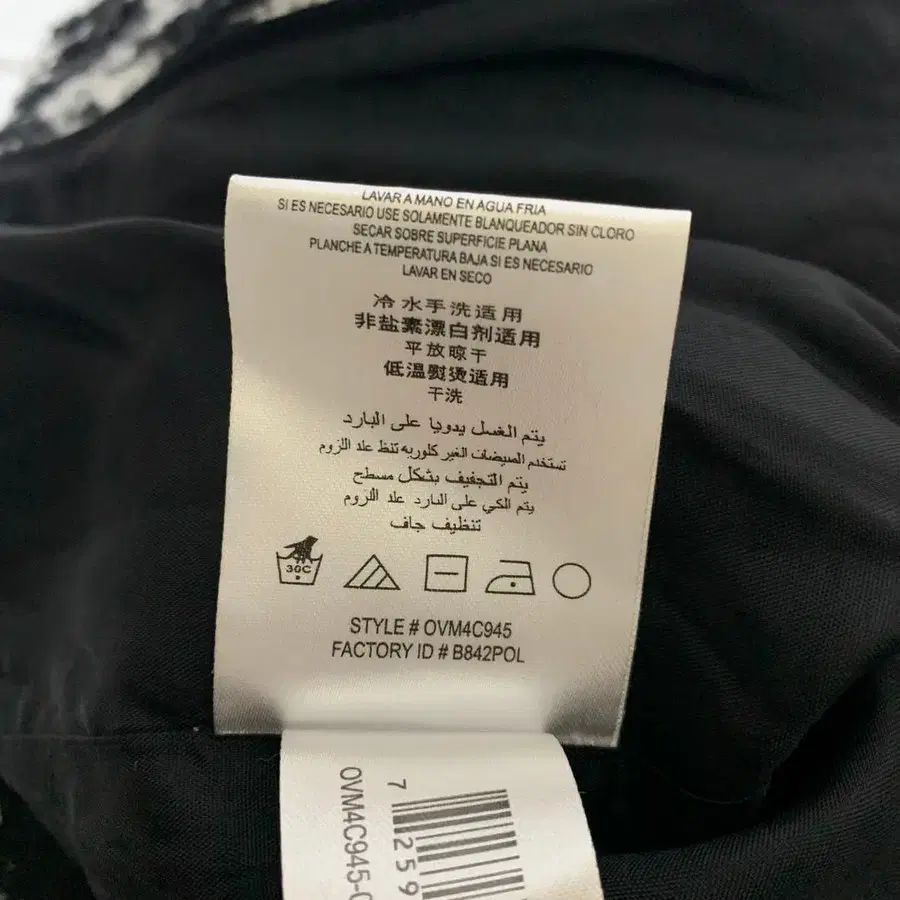 LAVAR A MANO EN AGUA FRIA
SI ES NECESARIO USE SOLAMENTE BLANQUEADOR SIN CLORO
SECAR SOBRE SUPERFICIE PLANA
PLANCHE A TEMPERATURA BAJA SI ES NECESARIO
LAVAR EN SECO
冷水手洗适用
非盐素漂白剂适用
平放晾干
低温熨烫适用
干洗
يتم الغسل يدويا على البارد
تستخدم المبيضات الغير كلوريه تنظ علد اللزوم
يتم التجفيف بشكل مسطح
يتم الكي على البارد علد اللزوم
تنظيف جاف
30C
STYLE # OVM4C945
FACTORY ID # B842POL
OVM4C945-0
7 259